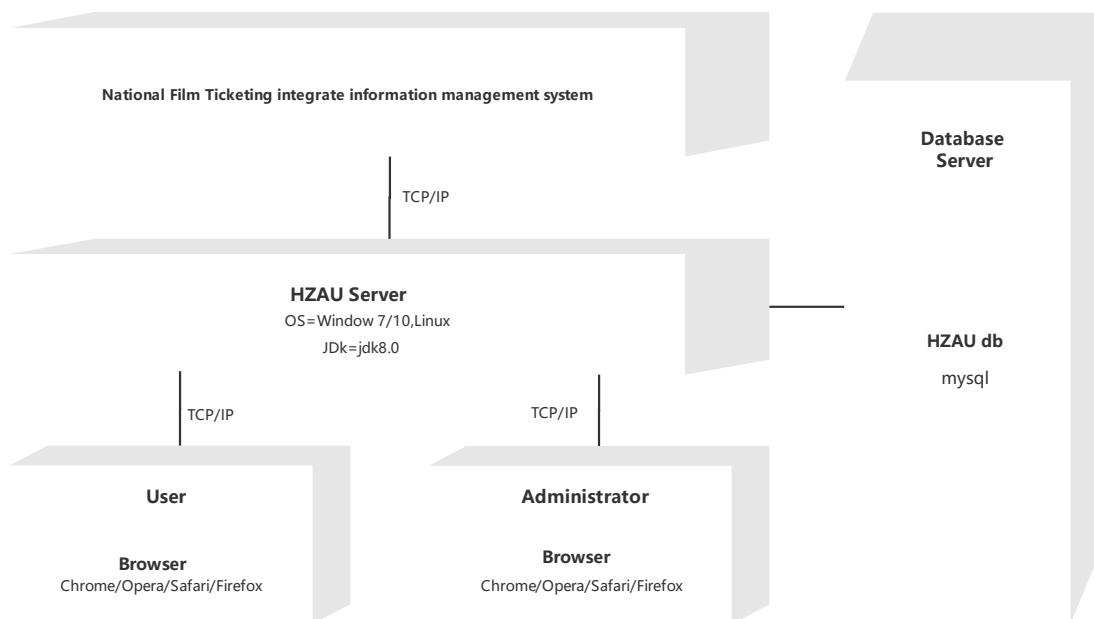 National Film Ticketing integrate information management system
Database
Server
TCP/IP
HZAU Server
OS=Window 7/10,Linux
JDk=jdk8.0
HZAU db
mysql
TCP/IP
TCP/IP
User
Administrator
Browser
Chrome/Opera/Safari/Firefox
Browser
Chrome/Opera/Safari/Firefox